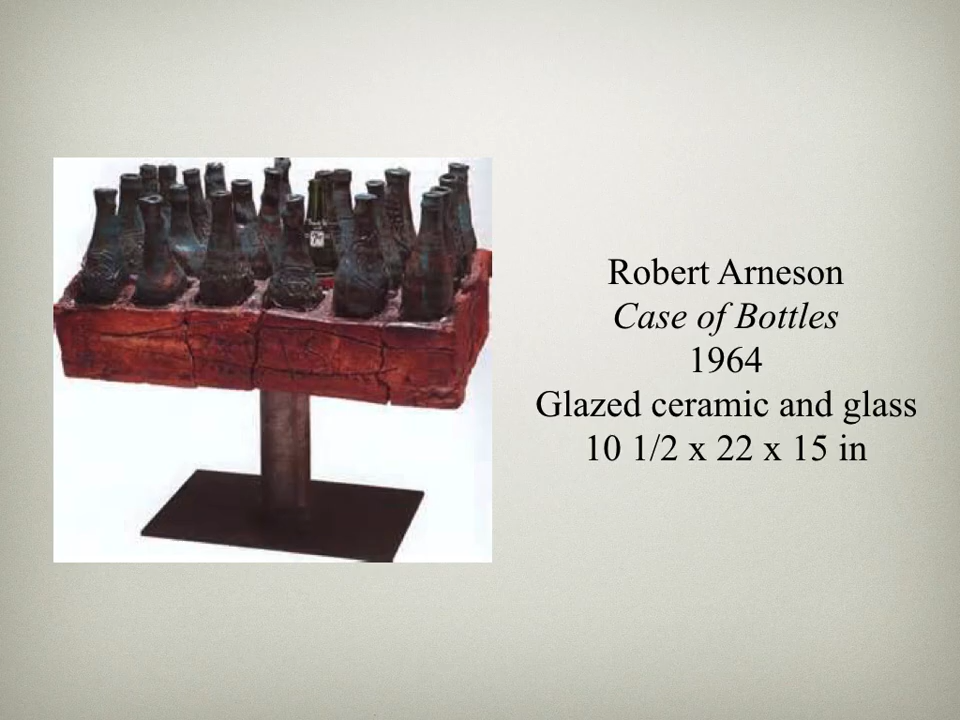 Robert Arneson
Case of Bottles
1964
Glazed ceramic and glass
10 1/2 x 22 x 15 in